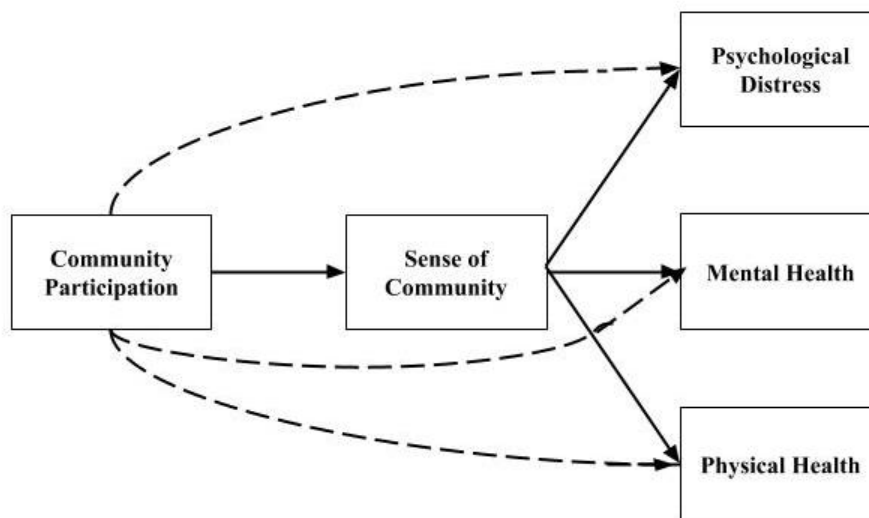 Psychological
Distress
Community
Participation
Sense of
Community
Mental Health
Physical Health